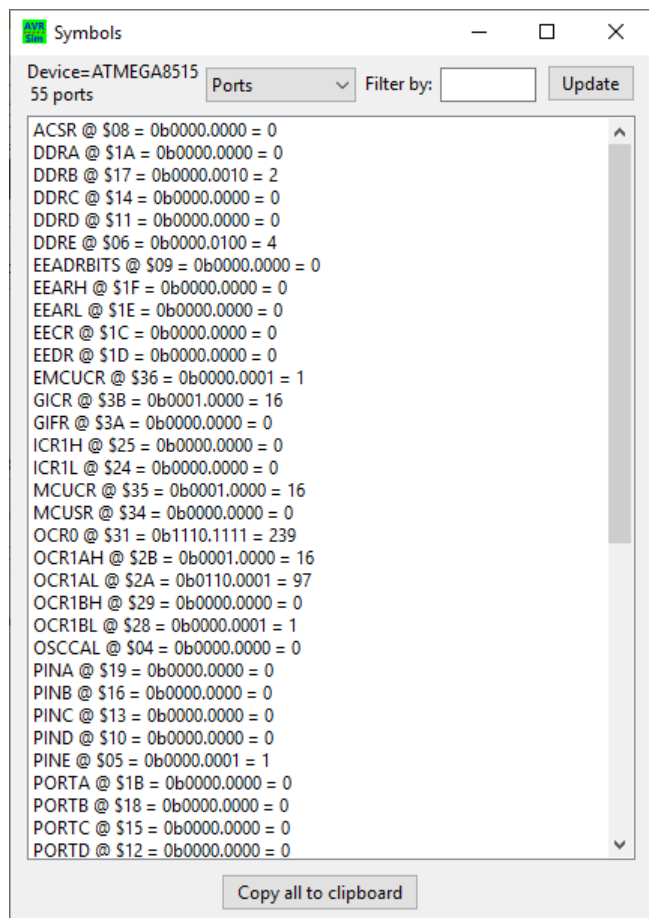 AVR Sim Symbols
Device=ATMEGA8515 Ports Filter by: Update
55 ports
ACSR @ $08 = 0b0000.0000 = 0
DDRA @ $1A = 0b0000.0000 = 0
DDRB @ $17 = 0b0000.0010 = 2
DDRC @ $14 = 0b0000.0000 = 0
DDRD @ $11 = 0b0000.0000 = 0
DDRE @ $06 = 0b0000.0100 = 4
EEADRBITS @ $09 = 0b0000.0000 = 0
EEARH @ $1F = 0b0000.0000 = 0
EEARL @ $1E = 0b0000.0000 = 0
EECR @ $1C = 0b0000.0000 = 0
EEDR @ $1D = 0b0000.0000 = 0
EMCUCR @ $36 = 0b0000.0001 = 1
GICR @ $3B = 0b0001.0000 = 16
GIFR @ $3A = 0b0000.0000 = 0
ICR1H @ $25 = 0b0000.0000 = 0
ICR1L @ $24 = 0b0000.0000 = 0
MCUCR @ $35 = 0b0001.0000 = 16
MCUSR @ $34 = 0b0000.0000 = 0
OCR0 @ $31 = 0b1110.1111 = 239
OCR1AH @ $2B = 0b0001.0000 = 16
OCR1AL @ $2A = 0b0110.0001 = 97
OCR1BH @ $29 = 0b0000.0000 = 0
OCR1BL @ $28 = 0b0000.0001 = 1
OSCCAL @ $04 = 0b0000.0000 = 0
PINA @ $19 = 0b0000.0000 = 0
PINB @ $16 = 0b0000.0000 = 0
PINC @ $13 = 0b0000.0000 = 0
PIND @ $10 = 0b0000.0000 = 0
PINE @ $05 = 0b0000.0001 = 1
PORTA @ $1B = 0b0000.0000 = 0
PORTB @ $18 = 0b0000.0000 = 0
PORTC @ $15 = 0b0000.0000 = 0
PORTD @ $12 = 0b0000.0000 = 0
Copy all to clipboard